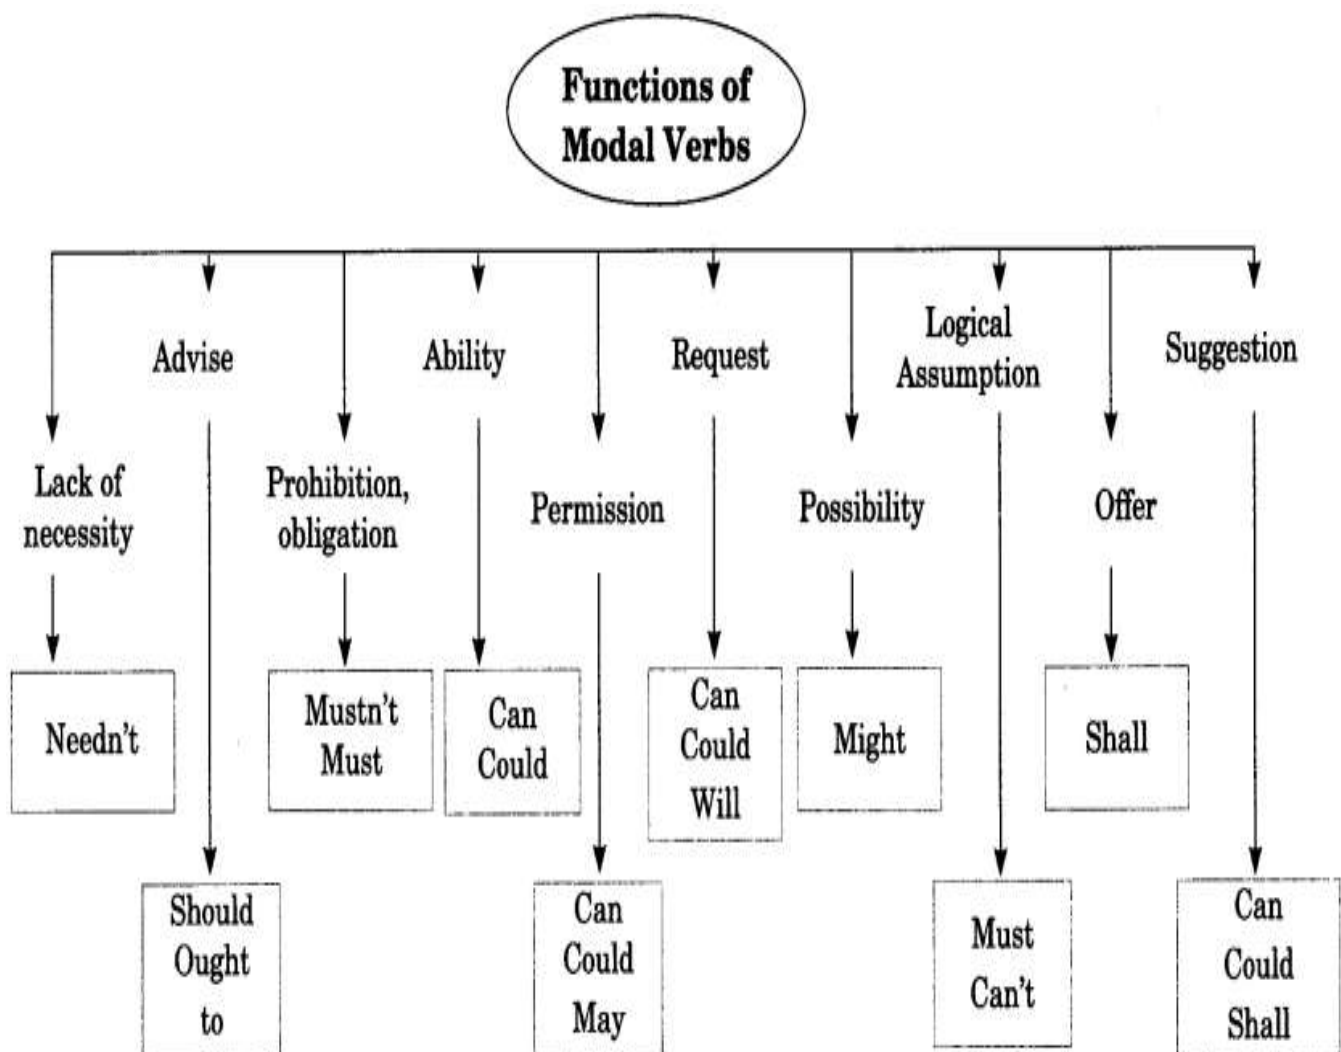 Functions of
Modal Verbs
Lack of
necessity
Needn't
Advise
Should
Ought
to
Prohibition,
obligation
Mustn't
Must
Ability
Can
Could
Permission
Can
Could
May
Request
Can
Could
Will
Possibility
Might
Logical
Assumption
Must
Can't
Offer
Shall
Suggestion
Can
Could
Shall